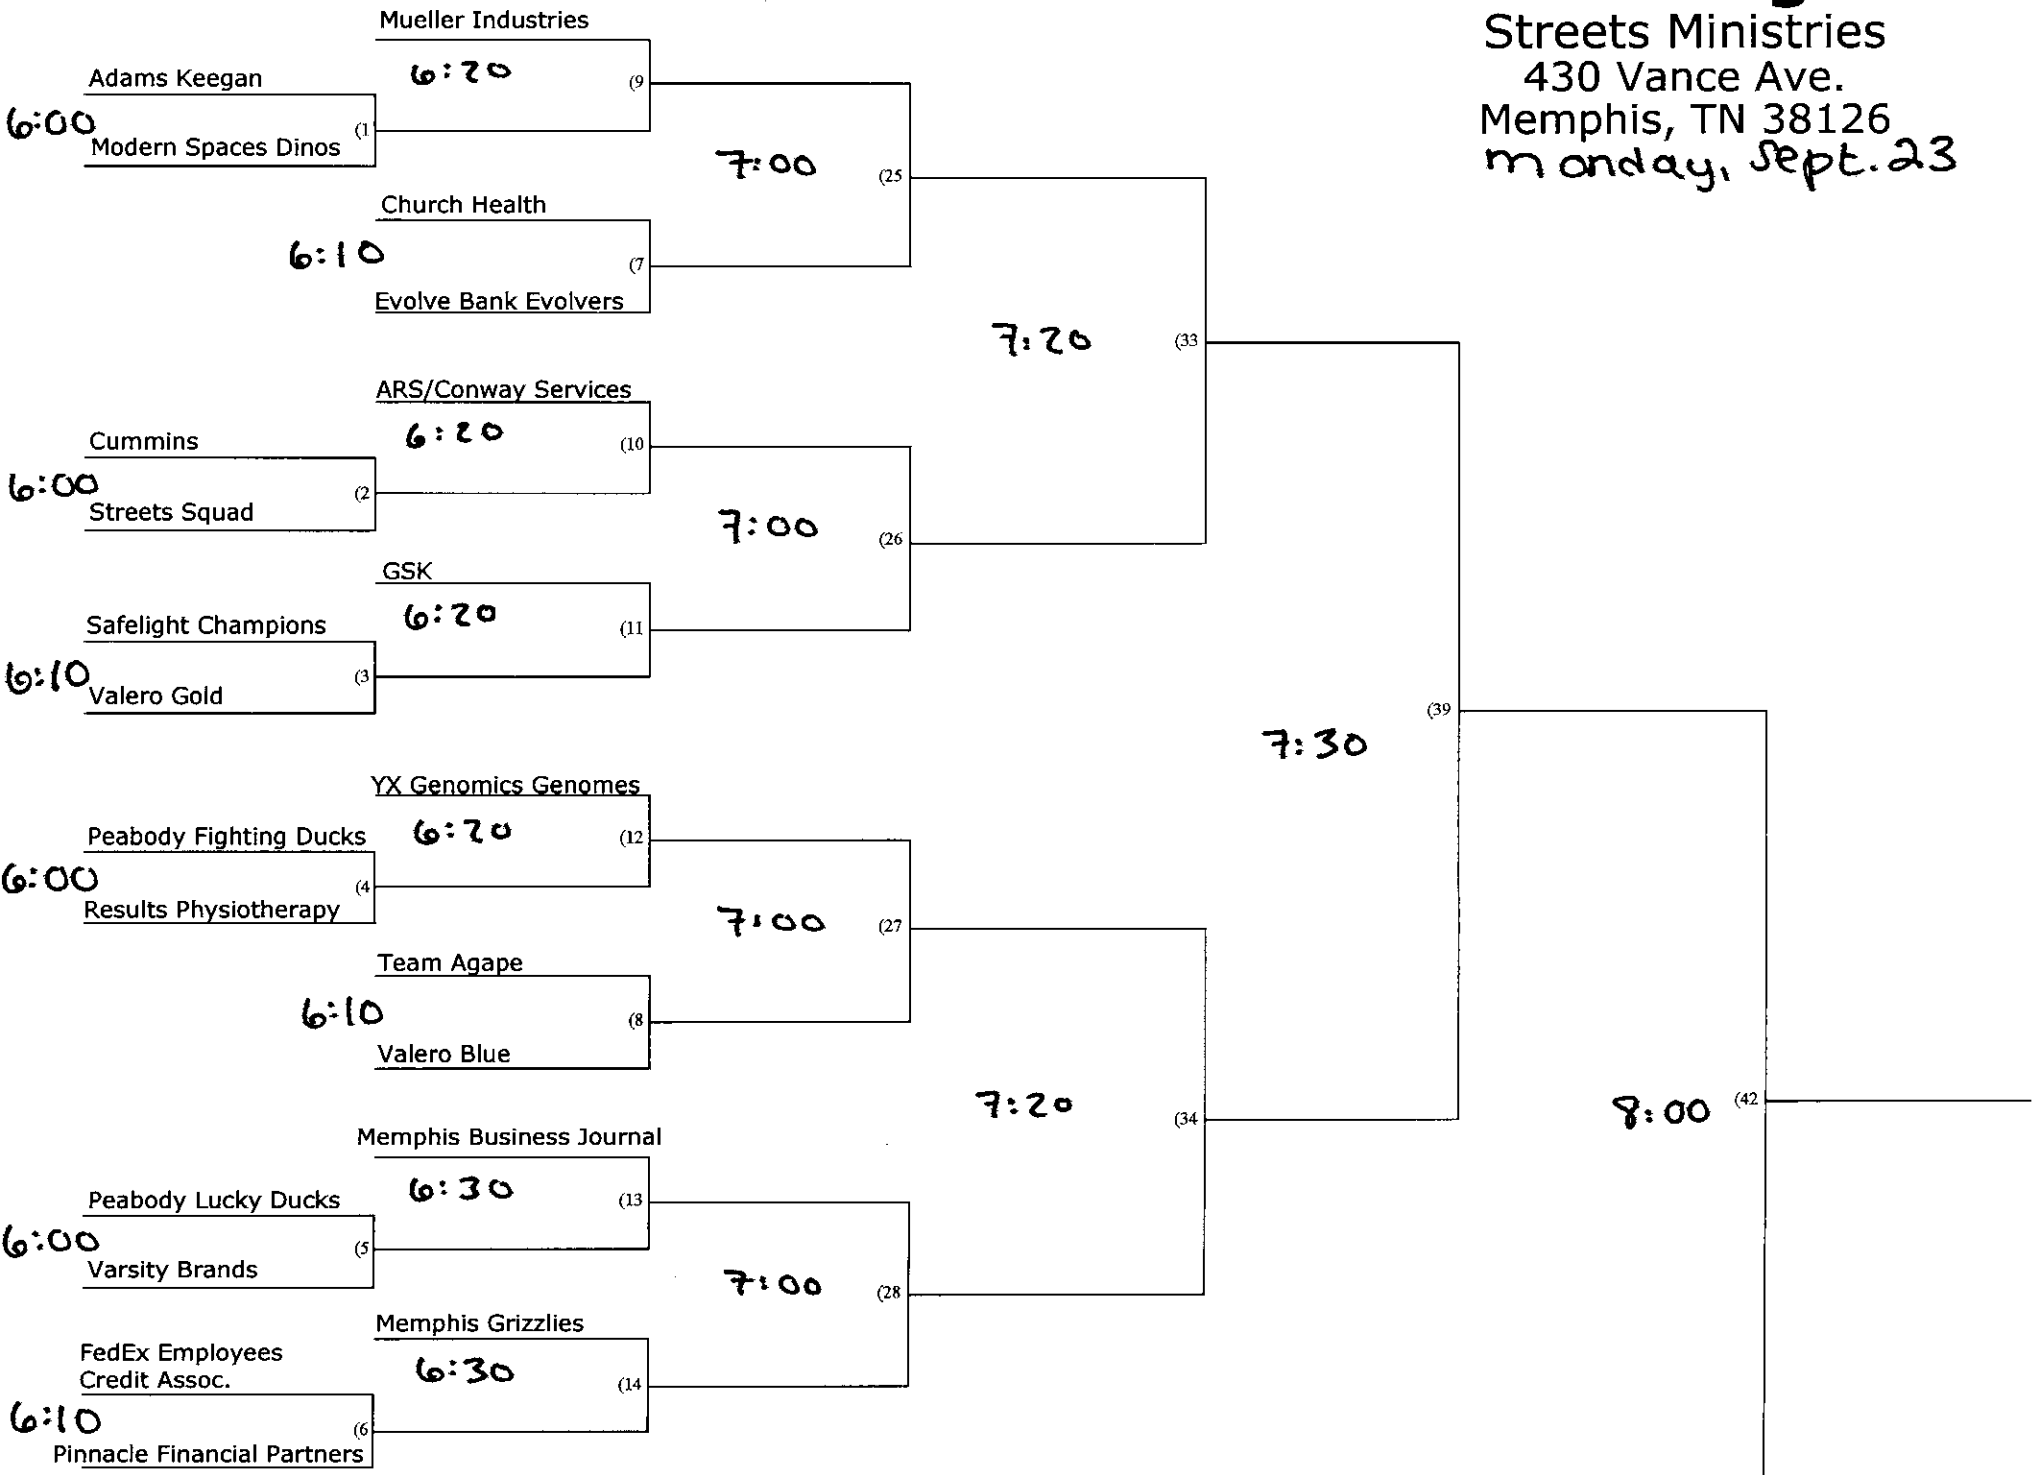 Mueller Industries
Streets Ministries
430 Vance Ave.
Memphis, TN 38126
Monday, Sept. 23
Adams Keegan
6:20
(9
6:00
(1
Modern Spaces Dinos
7:00
(25
Church Health
6:10
(7
Evolve Bank Evolvers
7:20
(33
ARS/Conway Services
6:20
(10
Cummins
6:00
(2
Streets Squad
7:00
(26
GSK
6:20
(11
Safelight Champions
6:10
(3
Valero Gold
(39
7:30
YX Genomics Genomes
6:20
(12
Peabody Fighting Ducks
6:00
(4
Results Physiotherapy
7:00
(27
Team Agape
6:10
(8
Valero Blue
7:20
(34
8:00
(42
Memphis Business Journal
6:30
(13
Peabody Lucky Ducks
6:00
(5
Varsity Brands
7:00
(28
Memphis Grizzlies
6:30
(14
FedEx Employees
Credit Assoc.
6:10
(6
Pinnacle Financial Partners